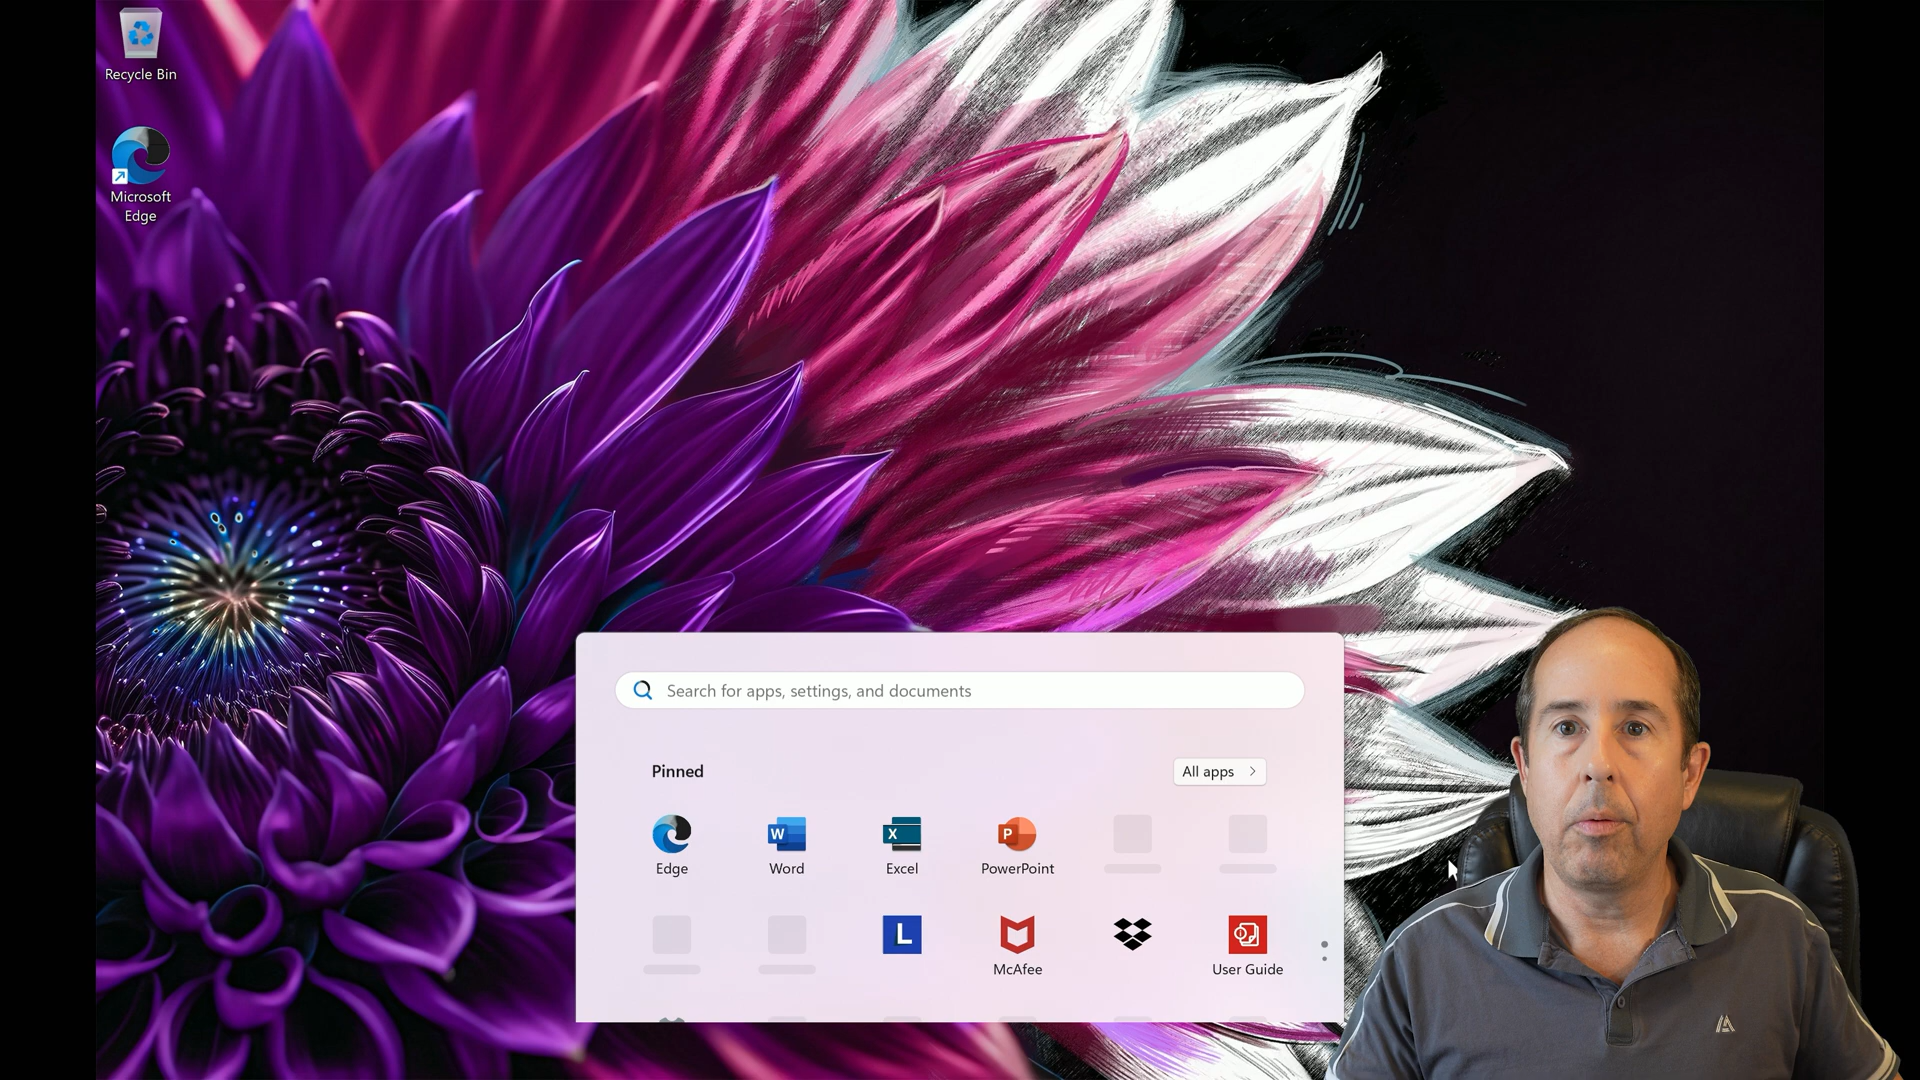 Recycle Bin
Microsoft
Edge
Search for apps, settings, and documents
Pinned
All apps
W
X
P
Edge
Word
Excel
PowerPoint
L
McAfee
User Guide